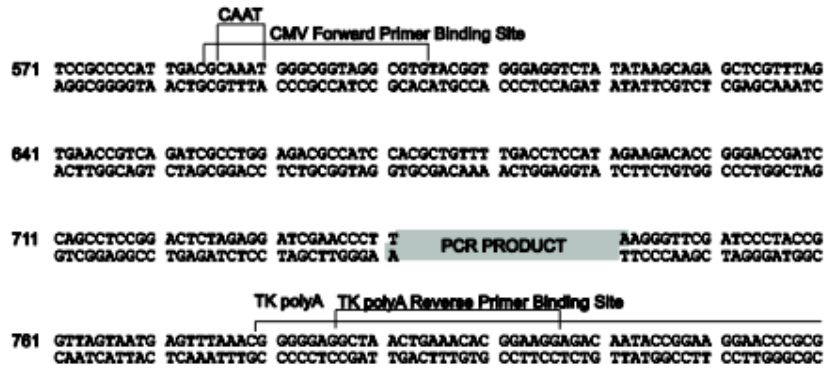 CAAT
CMV Forward Primer Binding Site
571 TCCGCCCCATT TGACGCAAAT GGGCGGTAGG CGTGTACGGT GGGAGGTCTA TATAAGCAGA GCTCGTTTAG
AGGCGGGGTAA ACTGCGTTTA CCCGCCATCC GCACATGCCA CCCTCCAGAT ATATTCGTCT CGAGCAAATC
641 TGAACCGTCA GATCGCCTGG AGACGCCATC CACGCTGTTT TGACCTCCAT AGAAGACACC GGGACCGATC
ACTTGGCAGT CTAGCGGACC TCTGCGGTAG GTGCGACAAA ACTGGAGGTA TCTTCTGTGG CCCTGGCTAG
711 CAGCCTCCGG ACTCTAGAGG ATCGAACCCT T PCR PRODUCT AAGGGTTCG ATCCCTACCG
GTCGGAGGCC TGAGATCTCC TAGCTTGGGA A TTCCCAAGC TAGGGATGGC
TK polyA TK polyA Reverse Primer Binding Site
761 GTTAGTAATG AGTTTAAACG GGGGAGGCTA ACTGAAACAC GGAAGGAGAC AATACCGGAA GGAACCCGCG
CAATCATTAC TCAAATTTGC CCCCTCCGAT TGACTTTGTG CCTTCCTCTG TTATGGCCTT CCTTGGGCGC